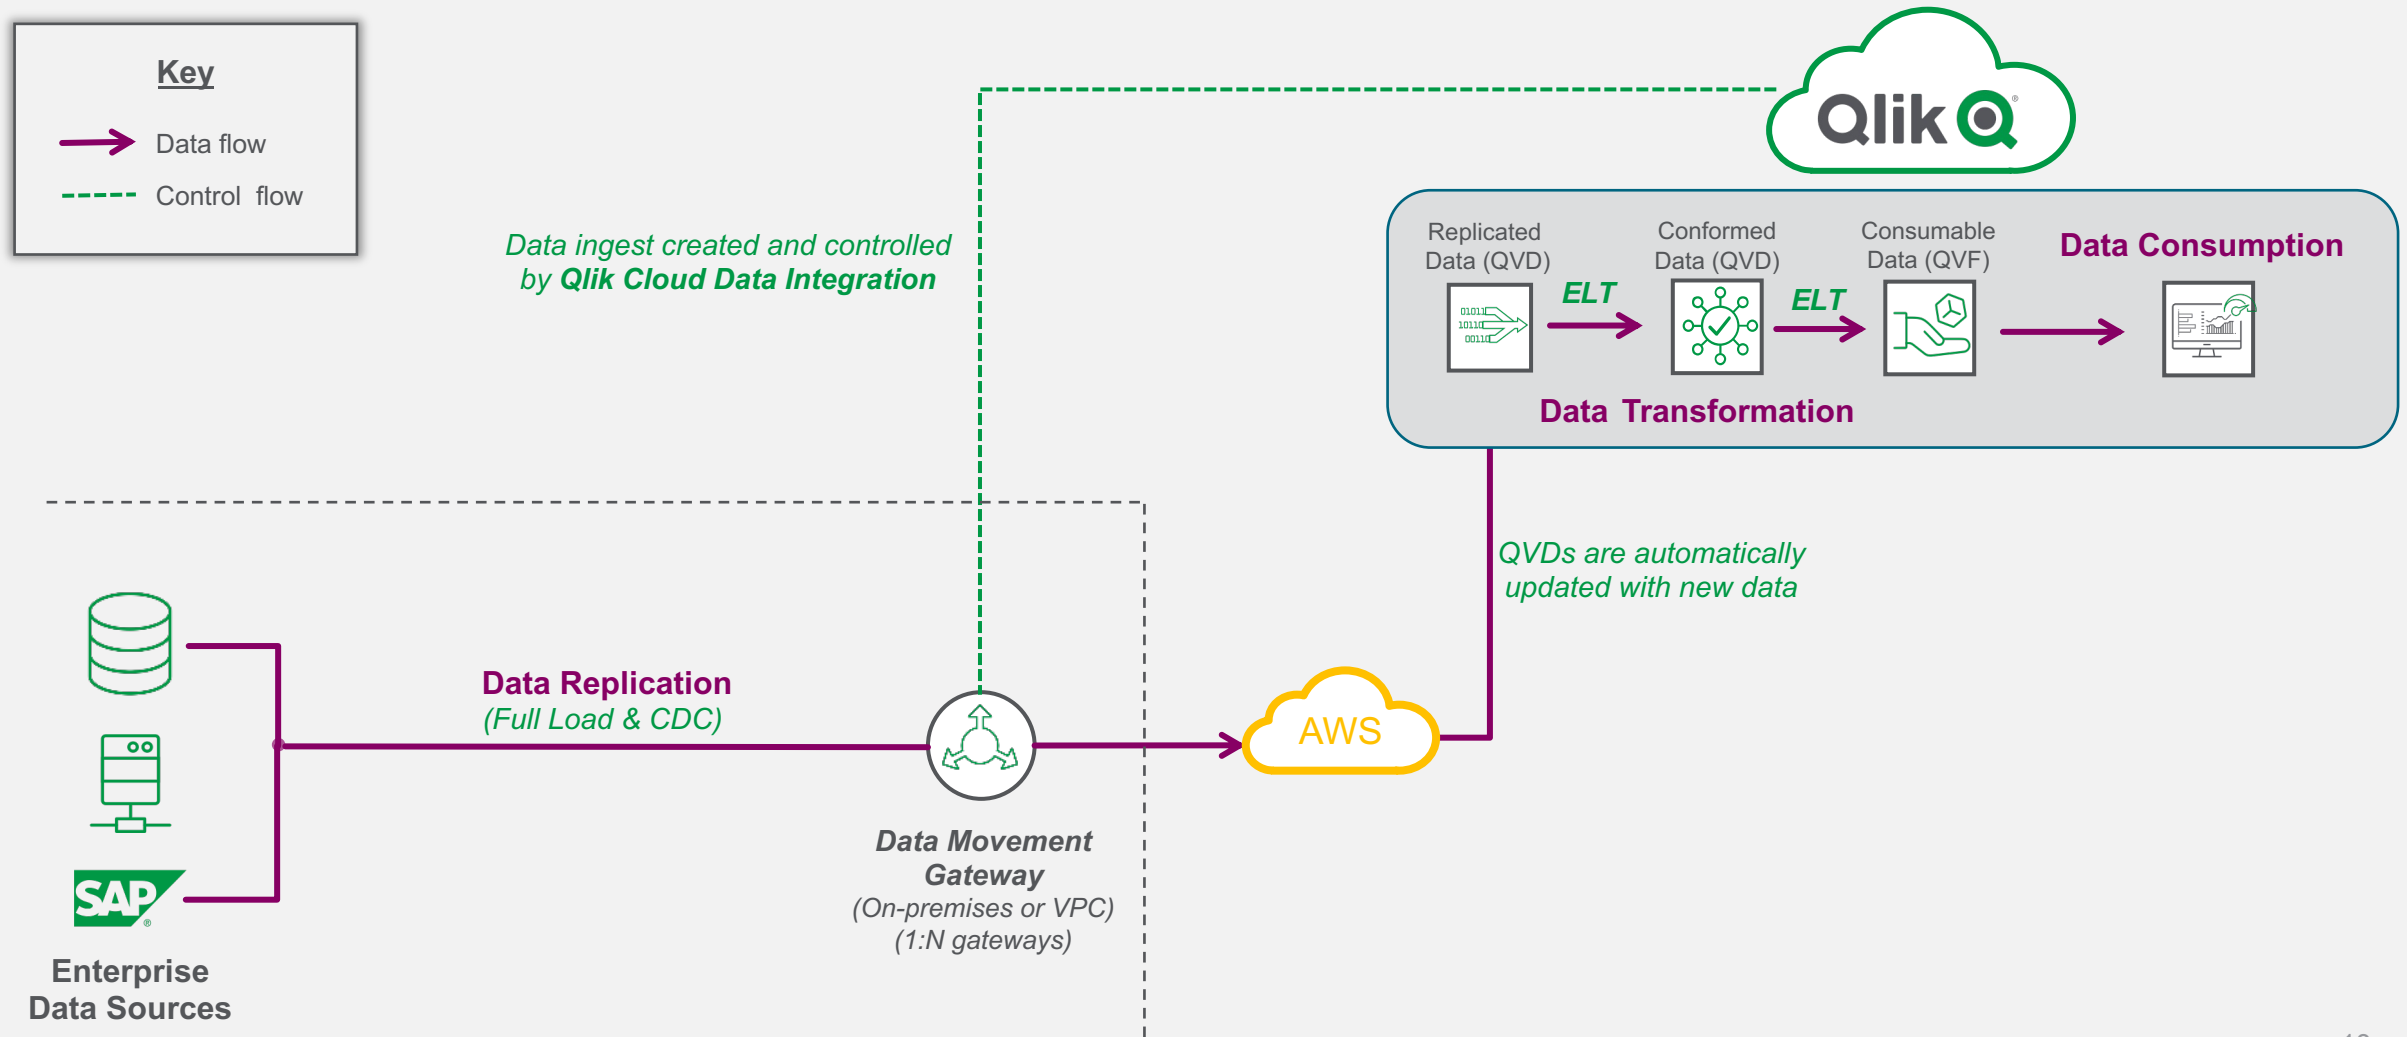 Key
Data flow
Control flow
Qlik
Data ingest created and controlled
by Qlik Cloud Data Integration
Replicated
Data (QVD)
ELT
Conformed
Data (QVD)
ELT
Consumable
Data (QVF)
Data Consumption
01011
10110
00110
Data Transformation
QVDs are automatically
updated with new data
Data Replication
(Full Load & CDC)
AWS
SAP
®
Data Movement
Gateway
(On-premises or VPC)
(1:N gateways)
Enterprise
Data Sources